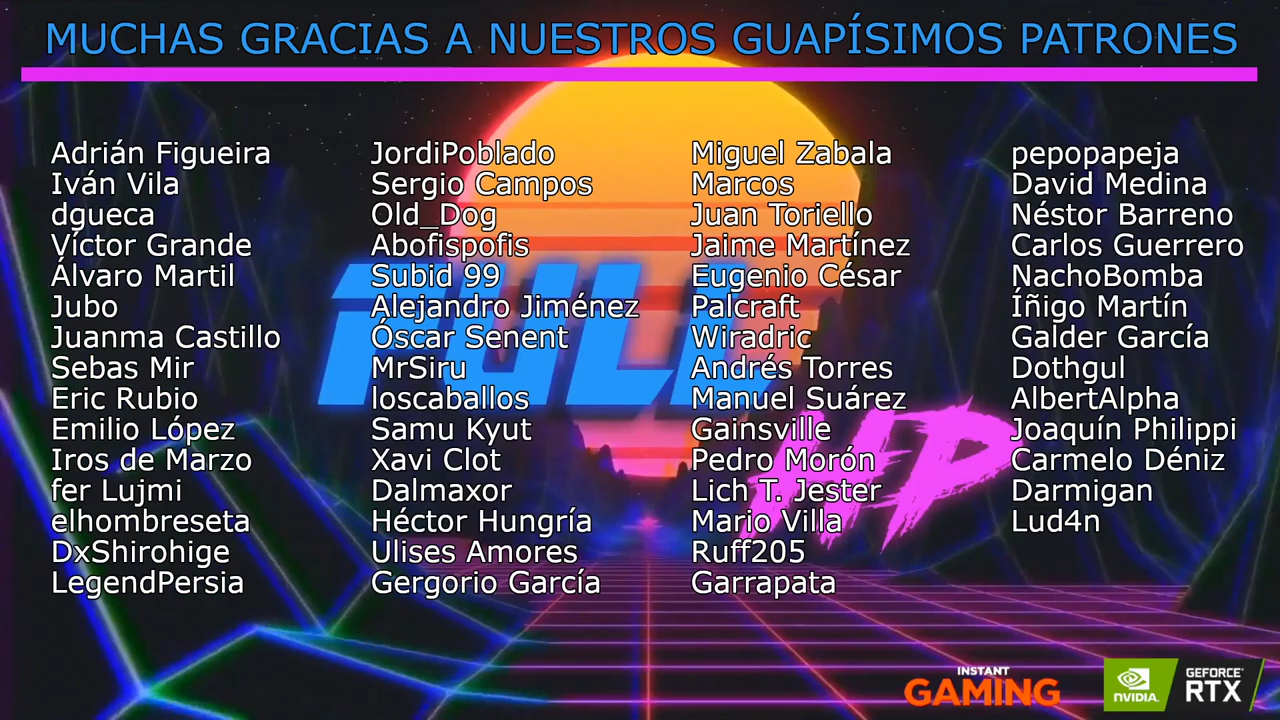 MUCHAS GRACIAS A NUESTROS GUAPÍSIMOS PATRONES
Adrián Figueira
Iván Vila
dgueca
Víctor Grande
Álvaro Martil
Jubo
Juanma Castillo
Sebas Mir
Eric Rubio
Emilio López
Iros de Marzo
fer Lujmi
elhombreseta
DxShirohige
LegendPersia
JordiPoblado
Sergio Campos
Old_Dog
Abofispofis
Subid 99
Alejandro Jiménez
Óscar Senent
MrSiru
loscaballos
Samu Kyut
Xavi Clot
Dalmaxor
Héctor Hungría
Ulises Amores
Gergorio García
Miguel Zabala
Marcos
Juan Toriello
Jaime Martínez
Eugenio César
Palcraft
Wiradric
Andrés Torres
Manuel Suárez
Gainsville
Pedro Morón
Lich T. Jester
Mario Villa
Ruff205
Garrapata
pepopapeja
David Medina
Néstor Barreno
Carlos Guerrero
NachoBomba
Íñigo Martín
Galder García
Dothgul
AlbertAlpha
Joaquín Philippi
Carmelo Déniz
Darmigan
Lud4n
INSTANT
GAMING
NVIDIA.
GEFORCE
RTX